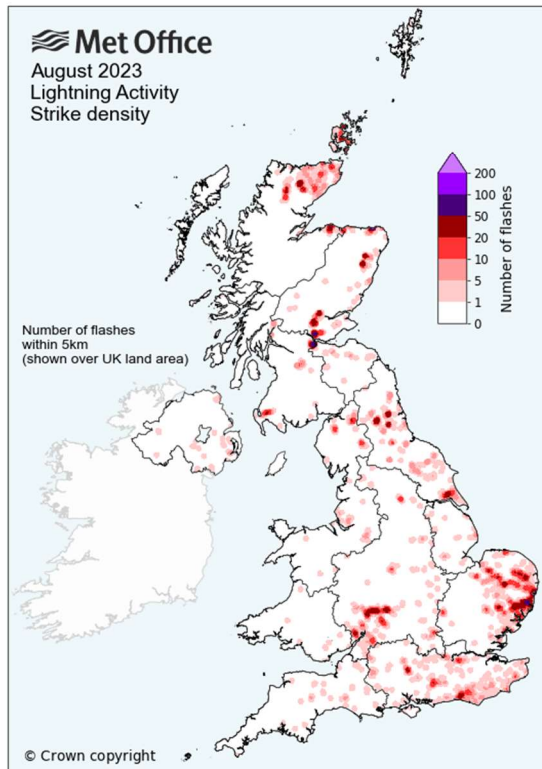 Met Office
August 2023
Lightning Activity
Strike density
200
100
50
20
10
5
1
0
Number of flashes
Number of flashes
within 5km
(shown over UK land area)
© Crown copyright